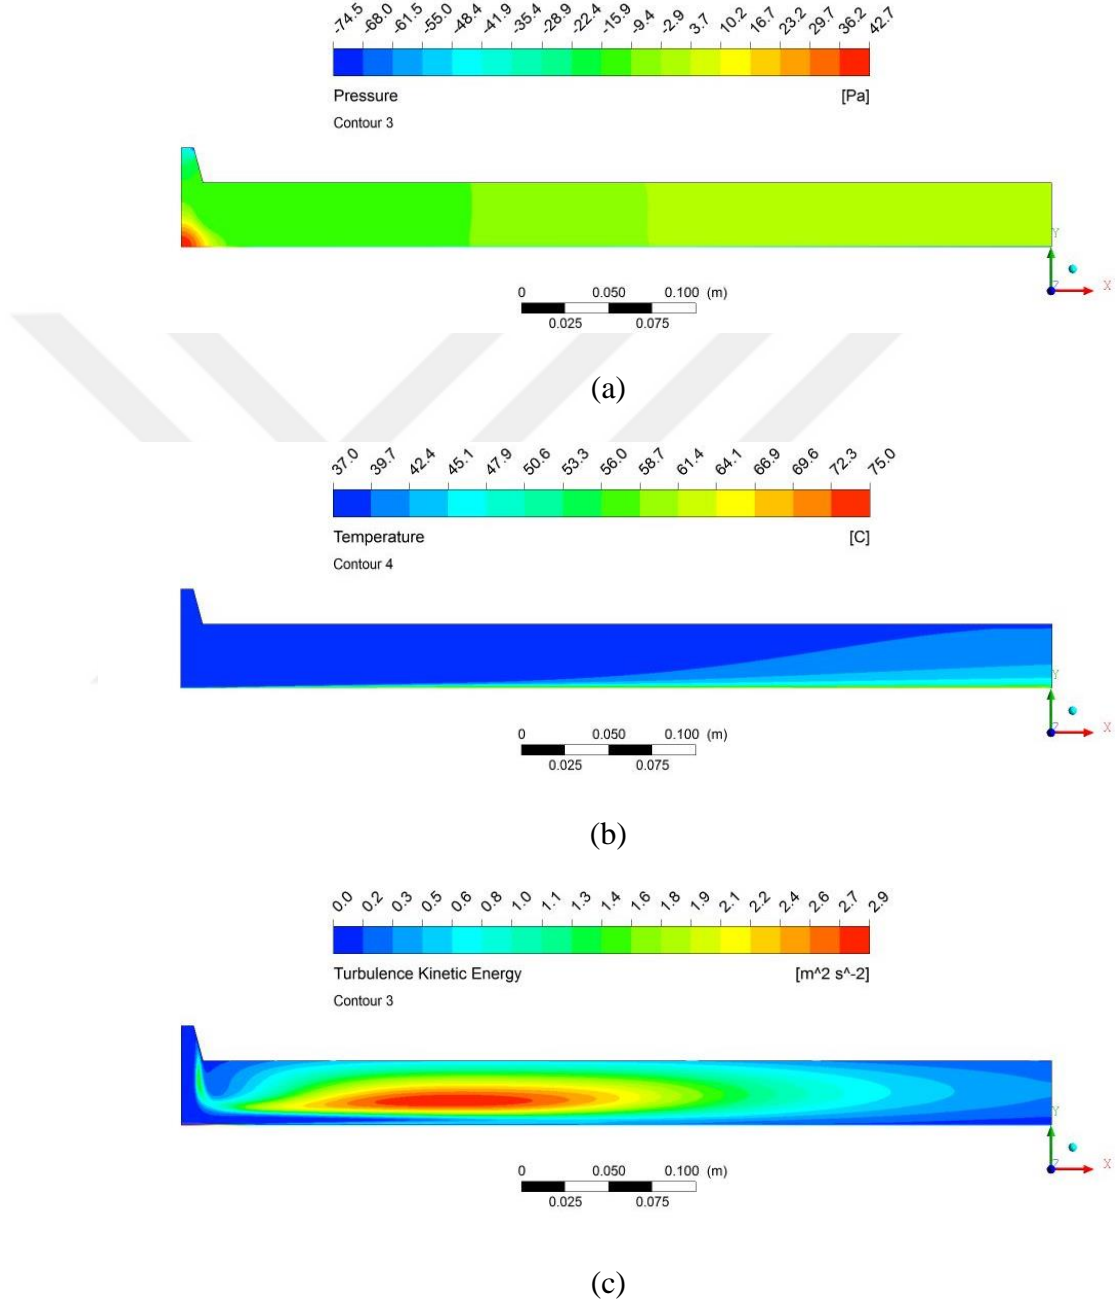 -74.5 -68.0 -61.5 -55.0 -48.4 -41.9 -35.4 -28.9 -22.4 -15.9 -9.4 -2.9 3.7 10.2 16.7 23.2 29.7 36.2 42.7
Pressure [Pa]
Contour 3
Y
Z X
0 0.050 0.100 (m)
0.025 0.075
(a)
37.0 39.7 42.4 45.1 47.9 50.6 53.3 56.0 58.7 61.4 64.1 66.9 69.6 72.3 75.0
Temperature [C]
Contour 4
Y
Z X
0 0.050 0.100 (m)
0.025 0.075
(b)
0.0 0.2 0.3 0.5 0.6 0.8 1.0 1.1 1.3 1.4 1.6 1.8 1.9 2.1 2.2 2.4 2.6 2.7 2.9
Turbulence Kinetic Energy [m^2 s^-2]
Contour 3
Y
Z X
0 0.050 0.100 (m)
0.025 0.075
(c)